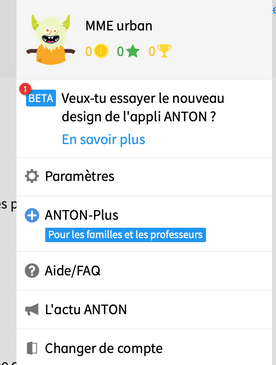 MME urban
0 0 0
1
BETA Veux-tu essayer le nouveau
design de l'appli ANTON ?
En savoir plus
Paramètres
ANTON-Plus
Pour les familles et les professeurs
Aide/FAQ
L'actu ANTON
Changer de compte